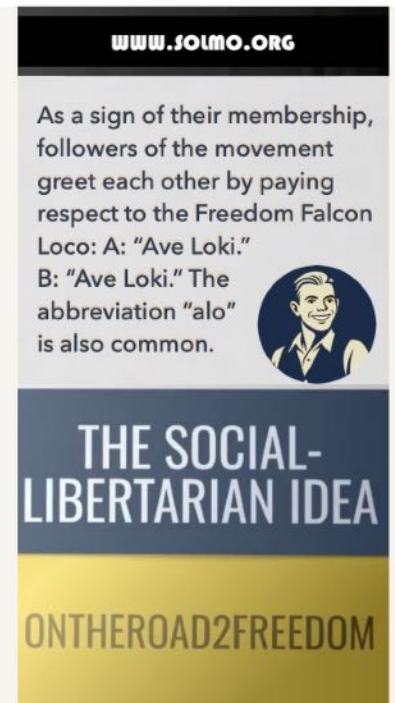 WWW.SOLMO.ORG
As a sign of their membership,
followers of the movement
greet each other by paying
respect to the Freedom Falcon
Loco: A: “Ave Loki.”
B: “Ave Loki.” The
abbreviation “alo”
is also common.
THE SOCIAL-
LIBERTARIAN IDEA
ONTHEROAD2FREEDOM